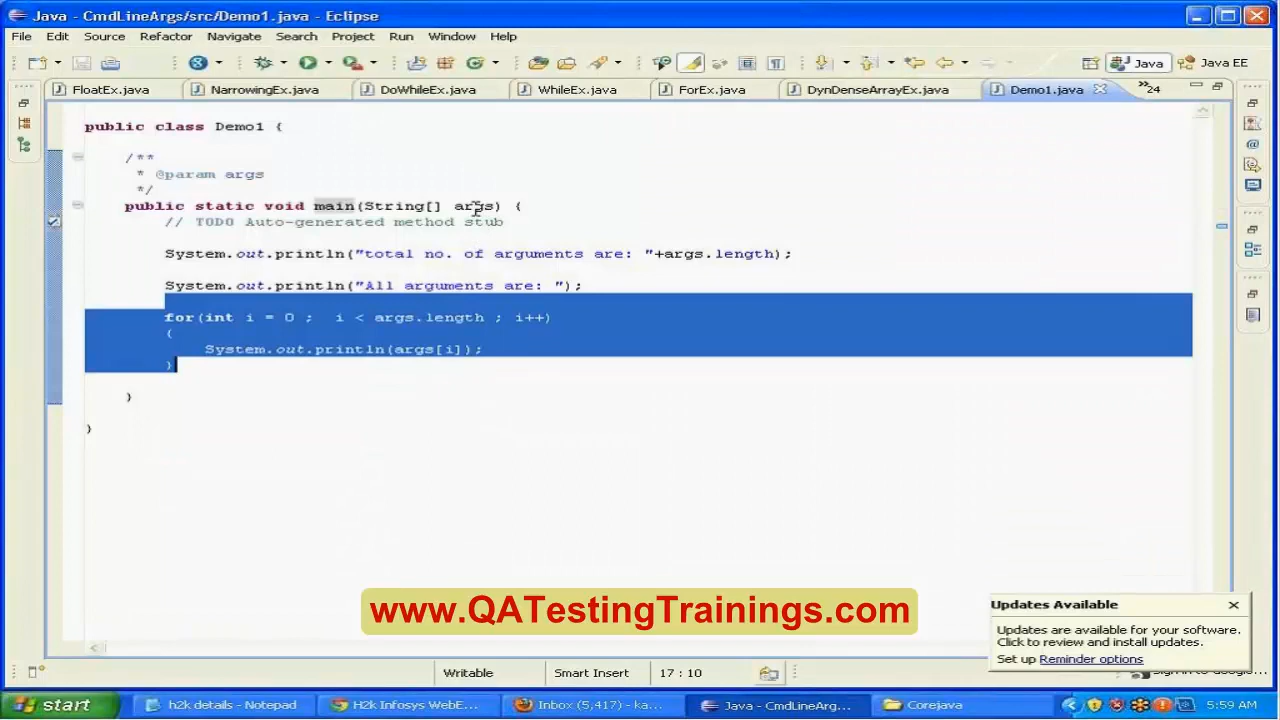 Java - CmdLineArgs/src/Demo1.java - Eclipse
File Edit Source Refactor Navigate Search Project Run Window Help
Java Java EE
FloatEx.java NarrowingEx.java DoWhileEx.java WhileEx.java ForEx.java DynDenseArrayEx.java Demo1.java 24
public class Demo1 {
/**
* @param args
*/
public static void main(String[] args) {
// TODO Auto-generated method stub
System.out.println("total no. of arguments are: "+args.length);
System.out.println("All arguments are: ");
for(int i = 0 ; i < args.length ; i++)
{
System.out.println(args[i]);
}
}
}
www.QATestingTrainings.com
Updates Available
Updates are available for your software.
Click to review and install updates.
Set up Reminder options
Writable Smart Insert 17 : 10
start h2k details - Notepad H2k Infosys WebE... Inbox (5,417) - ka... Java - CmdLineArg... Corejava 5:59 AM